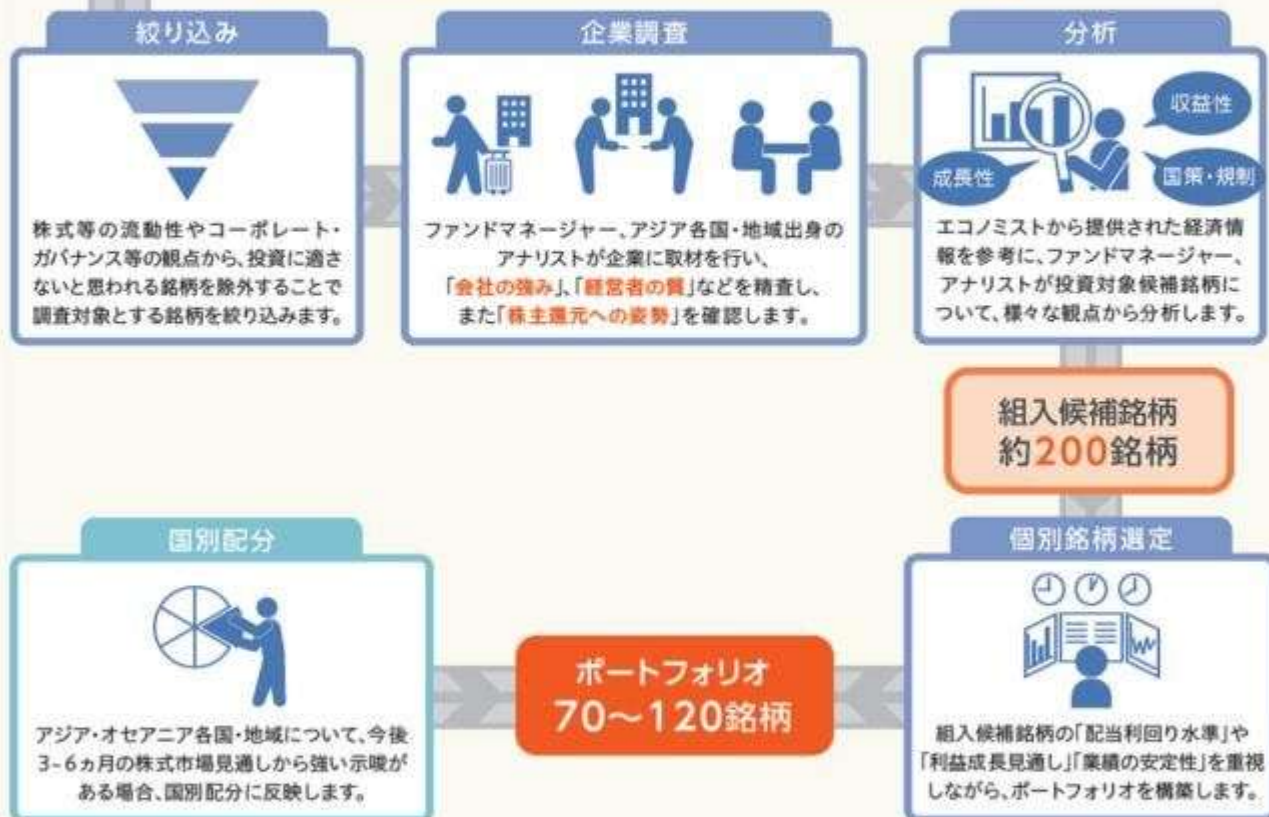 絞り込み
株式等の流動性やコーポレート・
ガバナンス等の観点から、投資に適さ
ないと思われる銘柄を除外することで
調査対象とする銘柄を絞り込みます。
企業調査
ファンドマネージャー、アジア各国・地域出身の
アナリストが企業に取材を行い、
「会社の強み」、「経営者の質」などを精査し、
また「株主還元への姿勢」を確認します。
分析
収益性
成長性
国策・規制
エコノミストから提供された経済情
報を参考に、ファンドマネージャー、
アナリストが投資対象候補銘柄に
ついて、様々な観点から分析します。
組入候補銘柄
約200銘柄
個別銘柄選定
組入候補銘柄の「配当利回り水準」や
「利益成長見通し」「業績の安定性」を重視
しながら、ポートフォリオを構築します。
ポートフォリオ
70〜120銘柄
国別配分
アジア・オセアニア各国・地域について、今後
3-6ヵ月の株式市場見通しから強い示唆が
ある場合、国別配分に反映します。